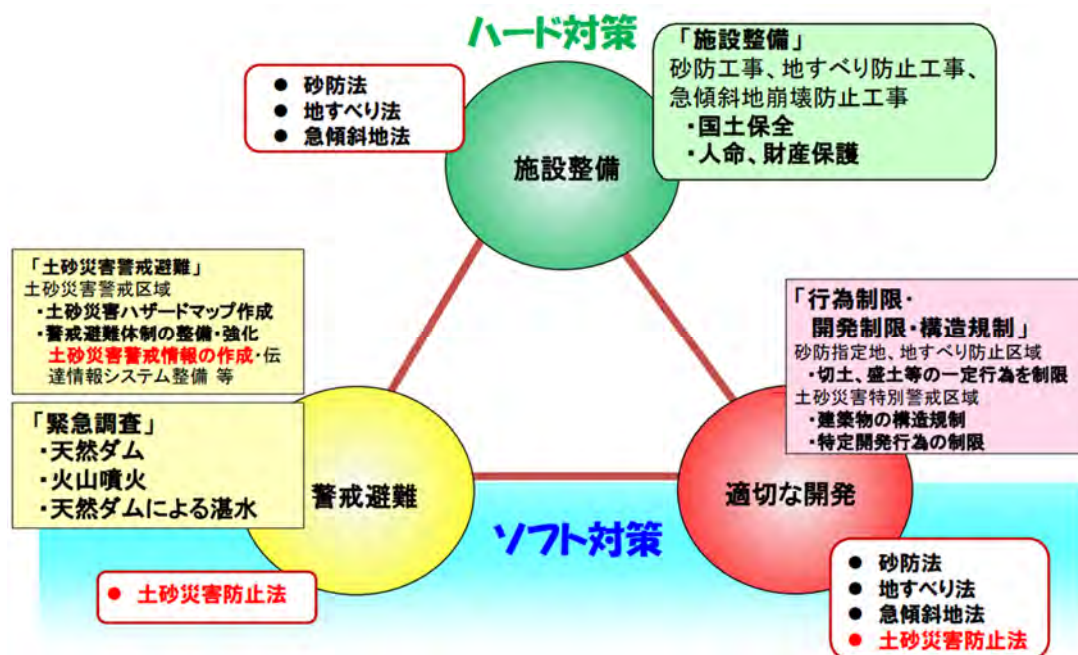 ハード対策
● 砂防法
● 地すべり法
● 急傾斜地法
施設整備
「施設整備」
砂防工事、地すべり防止工事、
急傾斜地崩壊防止工事
・国土保全
・人命、財産保護
「土砂災害警戒避難」
土砂災害警戒区域
・土砂災害ハザードマップ作成
・警戒避難体制の整備・強化
土砂災害警戒情報の作成・伝
達情報システム整備 等
「緊急調査」
・天然ダム
・火山噴火
・天然ダムによる湛水
警戒避難
● 土砂災害防止法
「行為制限・
開発制限・構造規制」
砂防指定地、地すべり防止区域
・切土、盛土等の一定行為を制限
土砂災害特別警戒区域
・建築物の構造規制
・特定開発行為の制限
適切な開発
ソフト対策
● 砂防法
● 地すべり法
● 急傾斜地法
● 土砂災害防止法